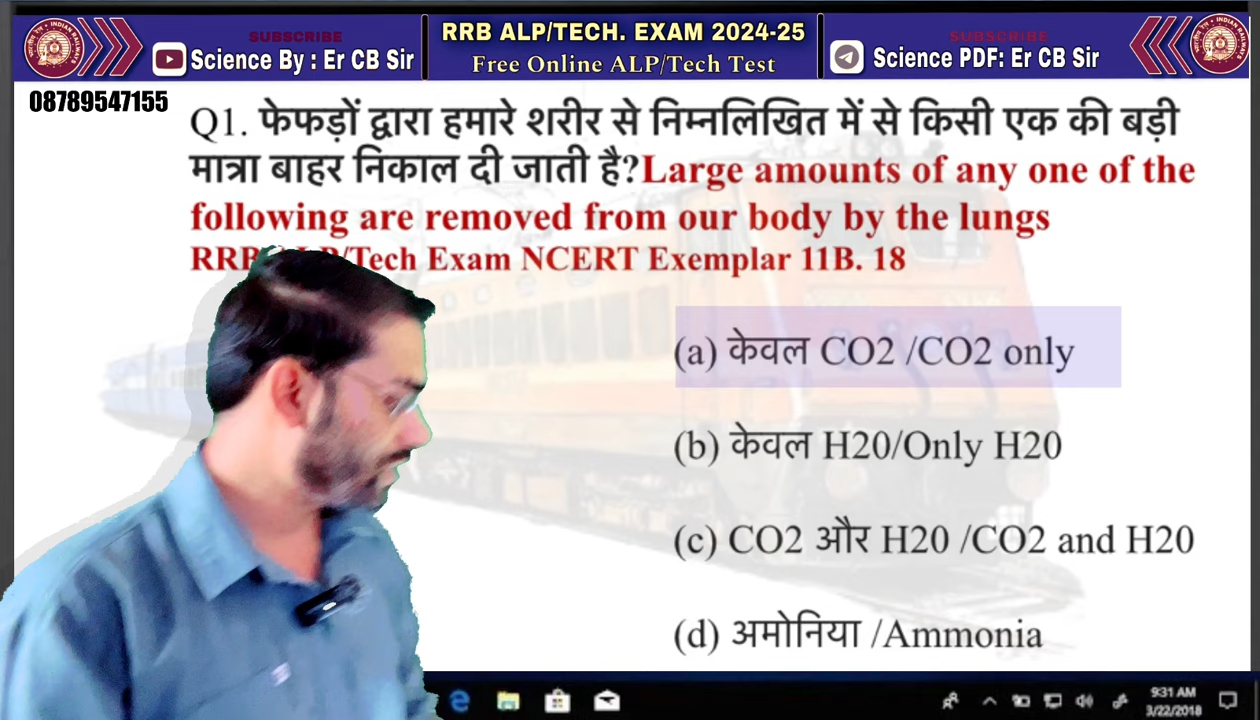 SUBSCRIBE
Science By : Er CB Sir
RRB ALP/TECH. EXAM 2024-25
Free Online ALP/Tech Test
SUBSCRIBE
Science PDF: Er CB Sir
08789547155
Q1. फेफड़ों द्वारा हमारे शरीर से निम्नलिखित में से किसी एक की बड़ी
मात्रा बाहर निकाल दी जाती है?Large amounts of any one of the
following are removed from our body by the lungs
RRB /Tech Exam NCERT Exemplar 11B. 18
(a) केवल CO2 /CO2 only
(b) केवल H20/Only H20
(c) CO2 और H20 /CO2 and H20
(d) अमोनिया /Ammonia
9:31 AM
3/22/2018